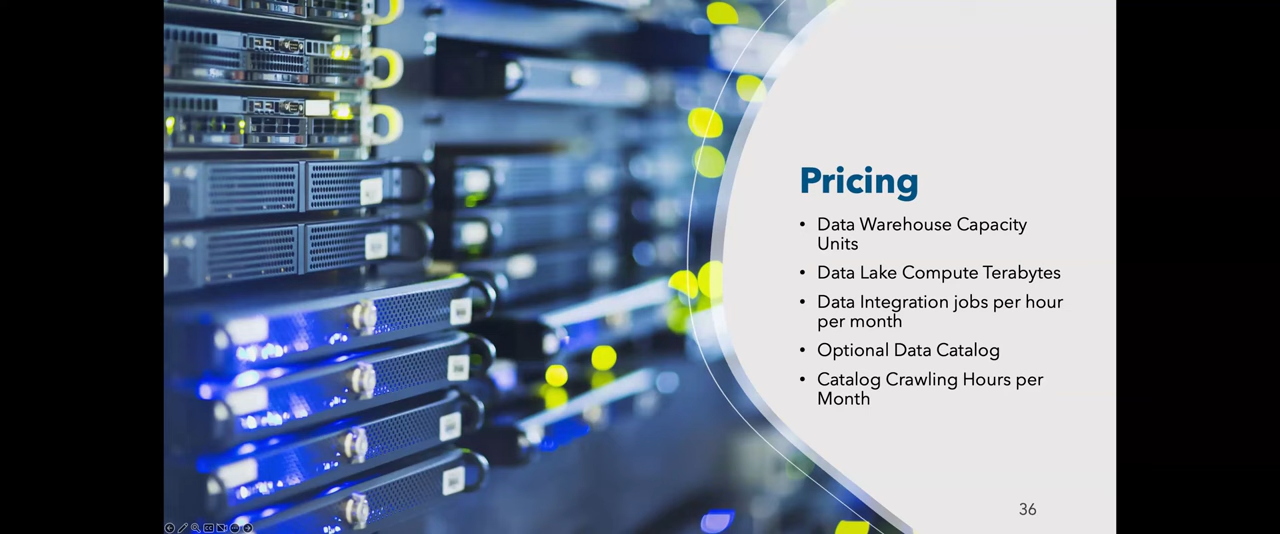 Pricing
• Data Warehouse Capacity
Units
• Data Lake Compute Terabytes
• Data Integration jobs per hour
per month
• Optional Data Catalog
• Catalog Crawling Hours per
Month
36